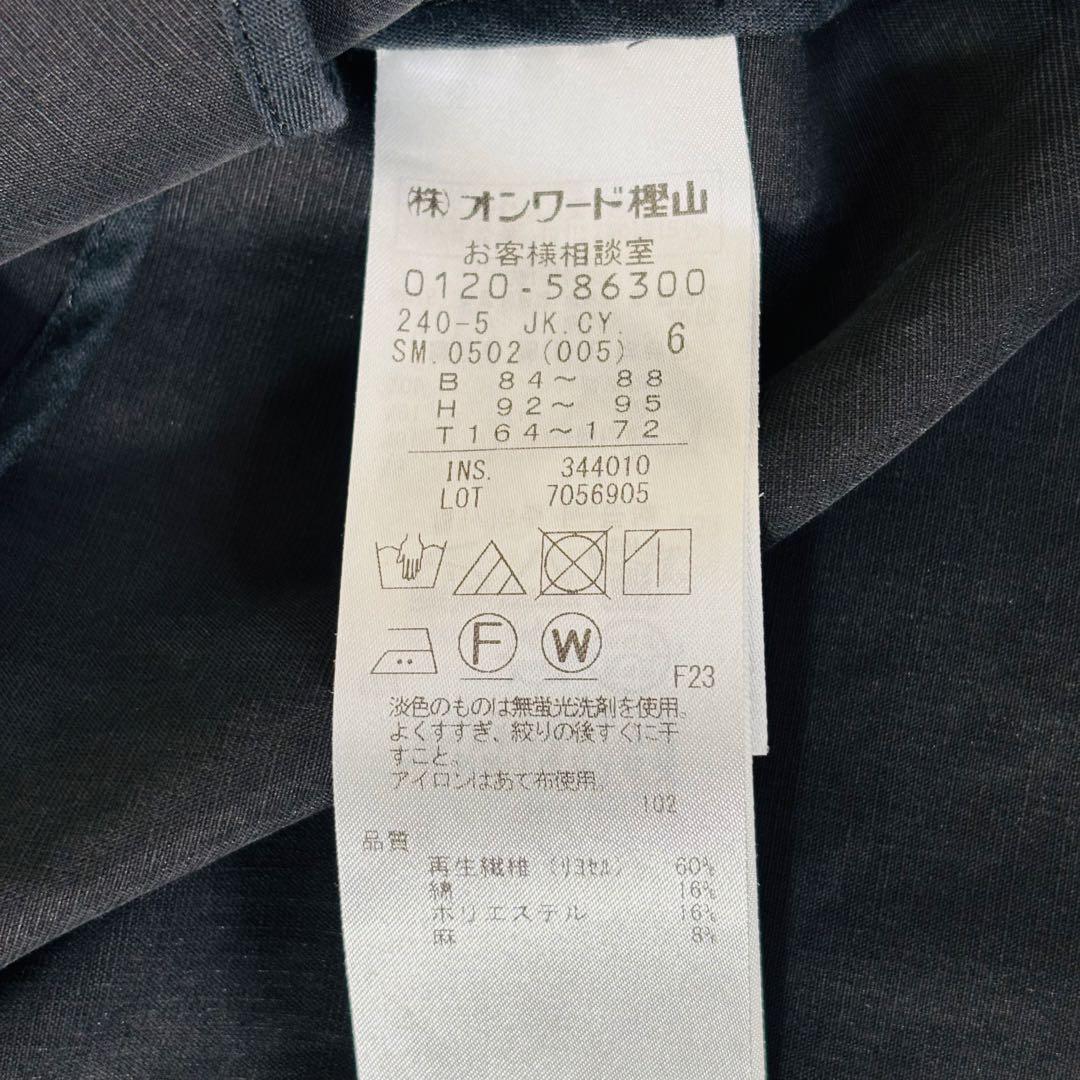 ㈱オンワード樫山
お客様相談室
0120-586300
240-5 JK.CY. 6
SM.0502 (005)
B 84～ 88
H 92～ 95
T164～172
INS. 344010
LOT 7056905
F W
F23
淡色のものは無蛍光洗剤を使用。
よくすすぎ、絞りの後すぐに干
すこと。
アイロンはあて布使用。
102
品質
再生繊維（ﾘﾖｾﾙ） 60%
綿 16%
ポリエステル 16%
麻 8%